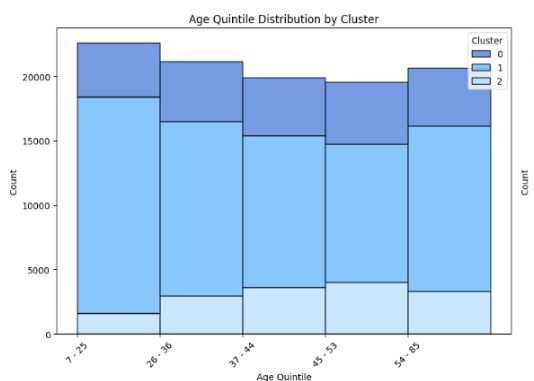 Age Quintile Distribution by Cluster
Cluster
0
1
2
20000
15000
10000
5000
0
Count
Count
7 - 25
26 - 36
37 - 44
45 - 53
54 - 85
Age Quintile